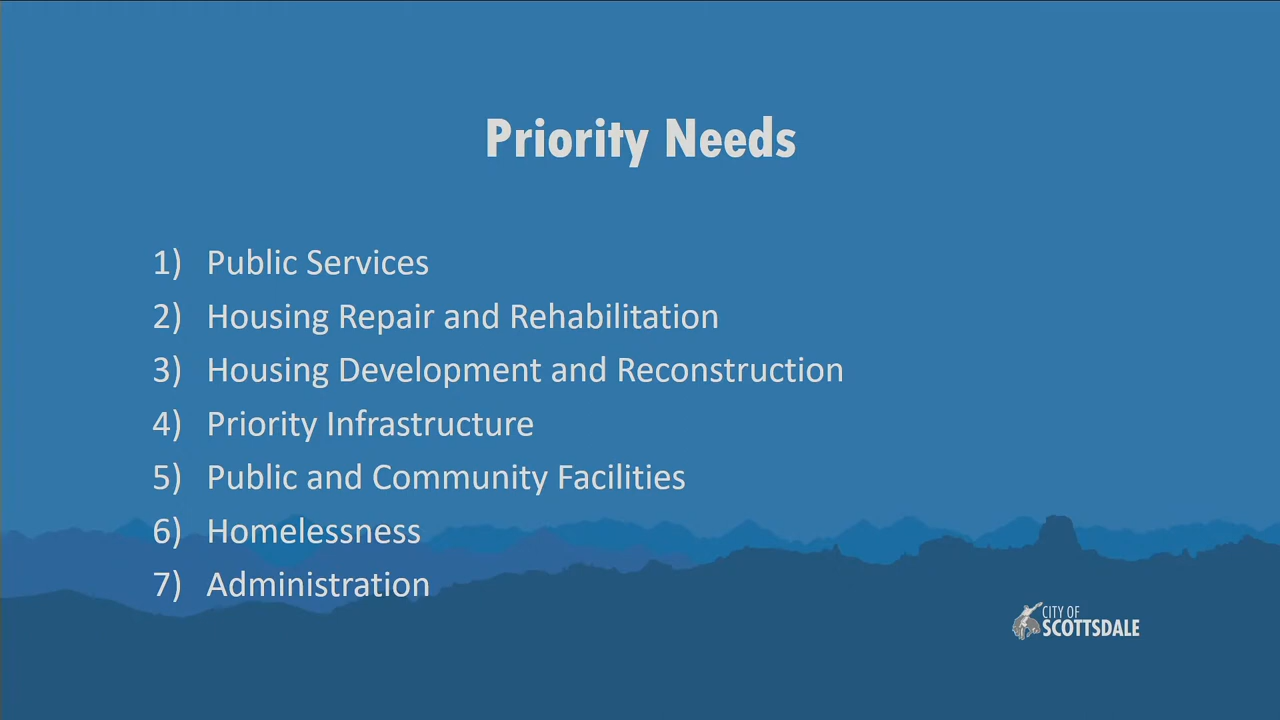 Priority Needs
1) Public Services
2) Housing Repair and Rehabilitation
3) Housing Development and Reconstruction
4) Priority Infrastructure
5) Public and Community Facilities
6) Homelessness
7) Administration
CITY OF
SCOTTSDALE